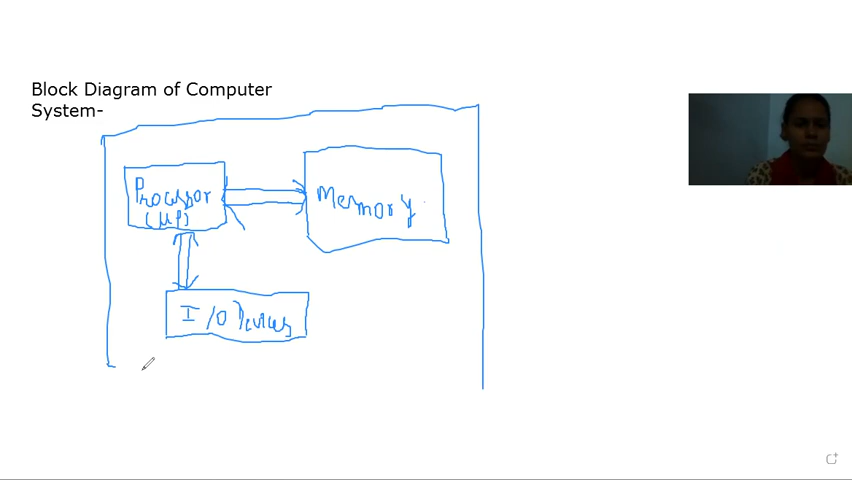 Block Diagram of Computer
System-
Processor
(μP)
Memory
I/O Devices